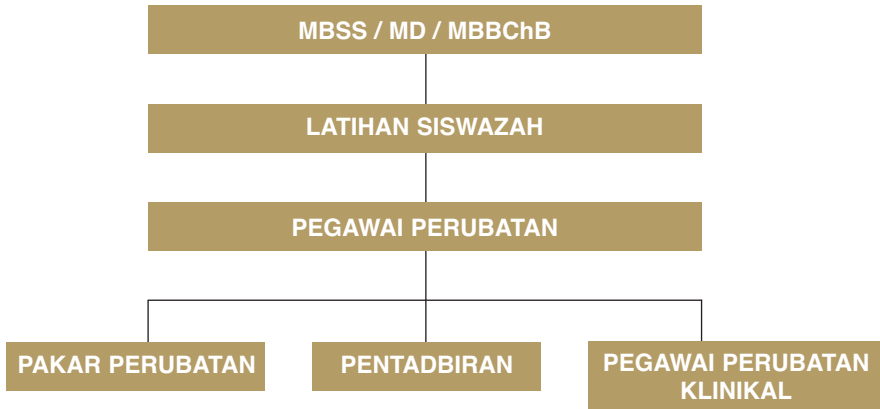 MBSS / MD / MBBChB
LATIHAN SISWAZAH
PEGAWAI PERUBATAN
PAKAR PERUBATAN
PENTADBIRAN
PEGAWAI PERUBATAN
KLINIKAL